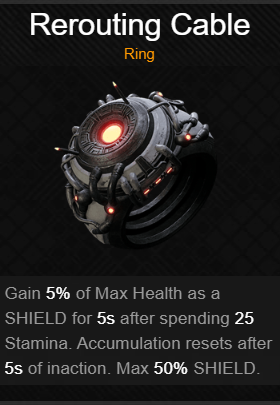 Rerouting Cable
Ring
Gain 5% of Max Health as a
SHIELD for 5s after spending 25
Stamina. Accumulation resets after
5s of inaction. Max 50% SHIELD.